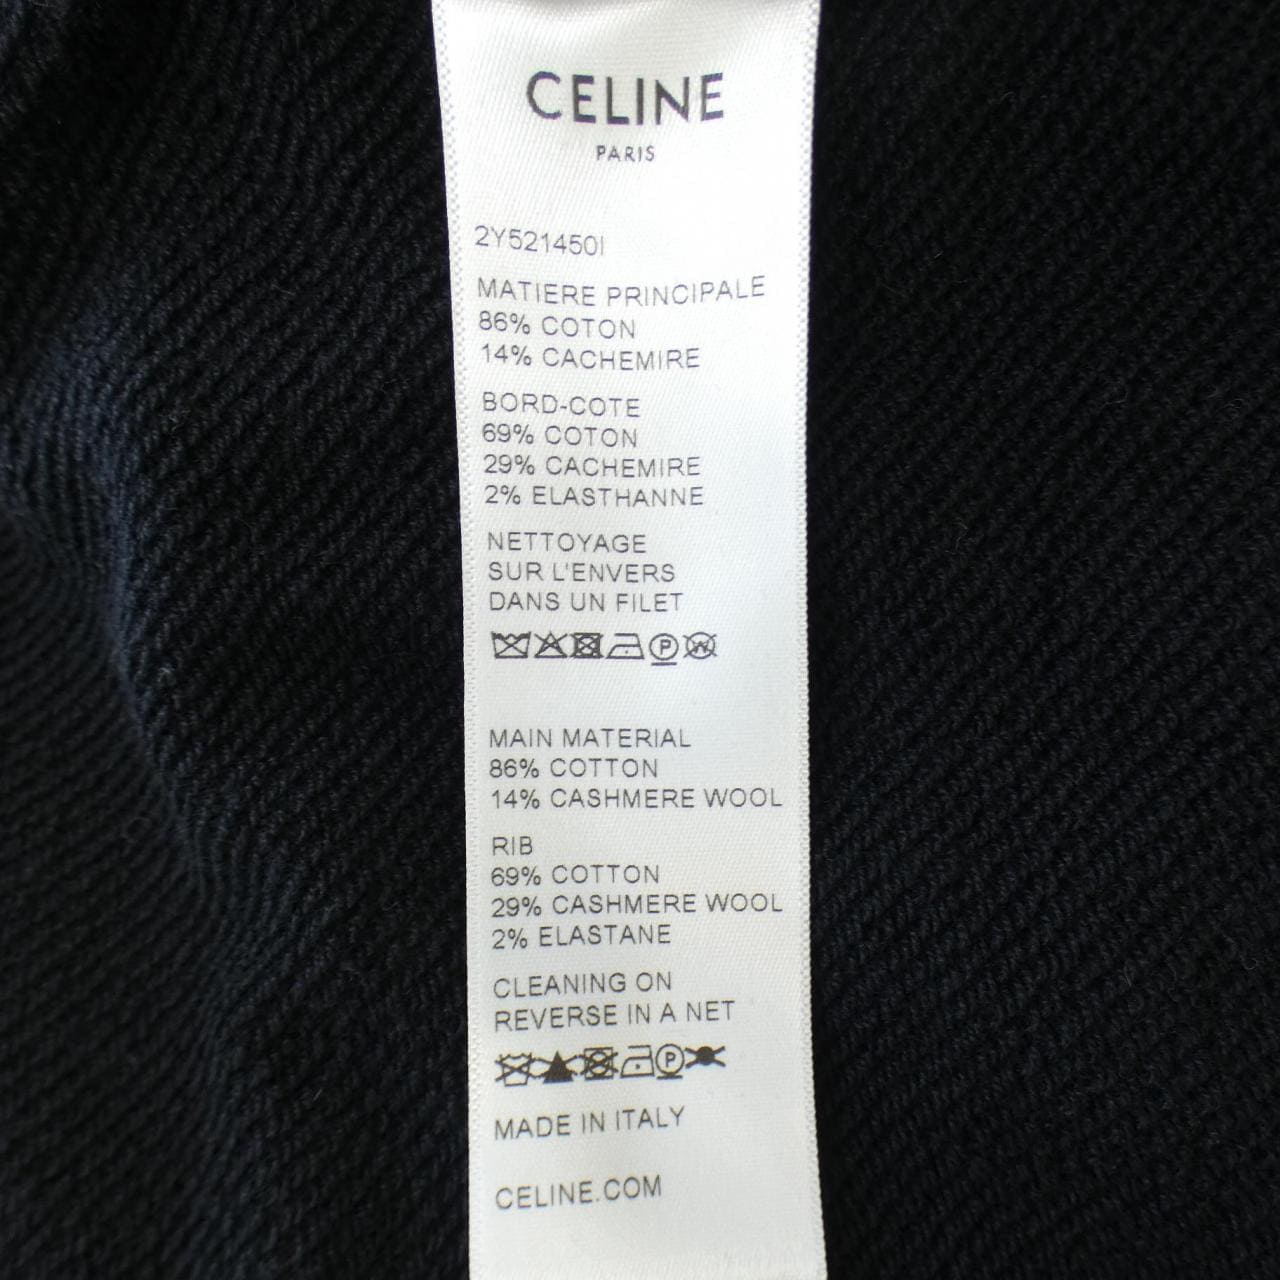 CELINE
PARIS
2Y521450I
MATIERE PRINCIPALE
86% COTON
14% CACHEMIRE
BORD-COTE
69% COTON
29% CACHEMIRE
2% ELASTHANNE
NETTOYAGE
SUR L'ENVERS
DANS UN FILET
P W
MAIN MATERIAL
86% COTTON
14% CASHMERE WOOL
RIB
69% COTTON
29% CASHMERE WOOL
2% ELASTANE
CLEANING ON
REVERSE IN A NET
P
MADE IN ITALY
CELINE.COM